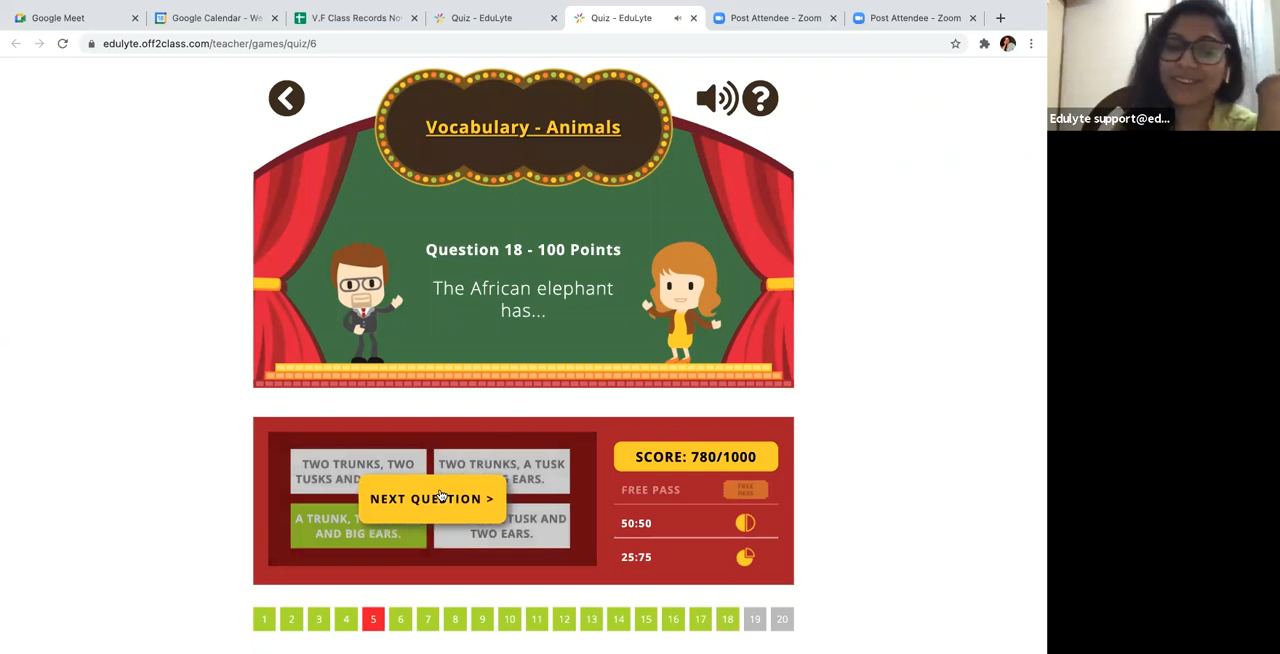 Google Meet
Google Calendar - We
V.F Class Records No
Quiz - EduLyte
Quiz - EduLyte
Post Attendee - Zoom
Post Attendee - Zoom
edulyte.off2class.com/teacher/games/quiz/6
Edulyte support@ed...
Vocabulary - Animals
Question 18 - 100 Points
The African elephant
has...
TWO TRUNKS, TWO
TUSKS AND
TWO TRUNKS, A TUSK
EARS.
NEXT QUESTION >
A TRUNK,
AND BIG EARS.
TUSK AND
TWO EARS.
SCORE: 780/1000
FREE PASS
FREE
PASS
50:50
25:75
1 2 3 4 5 6 7 8 9 10 11 12 13 14 15 16 17 18 19 20